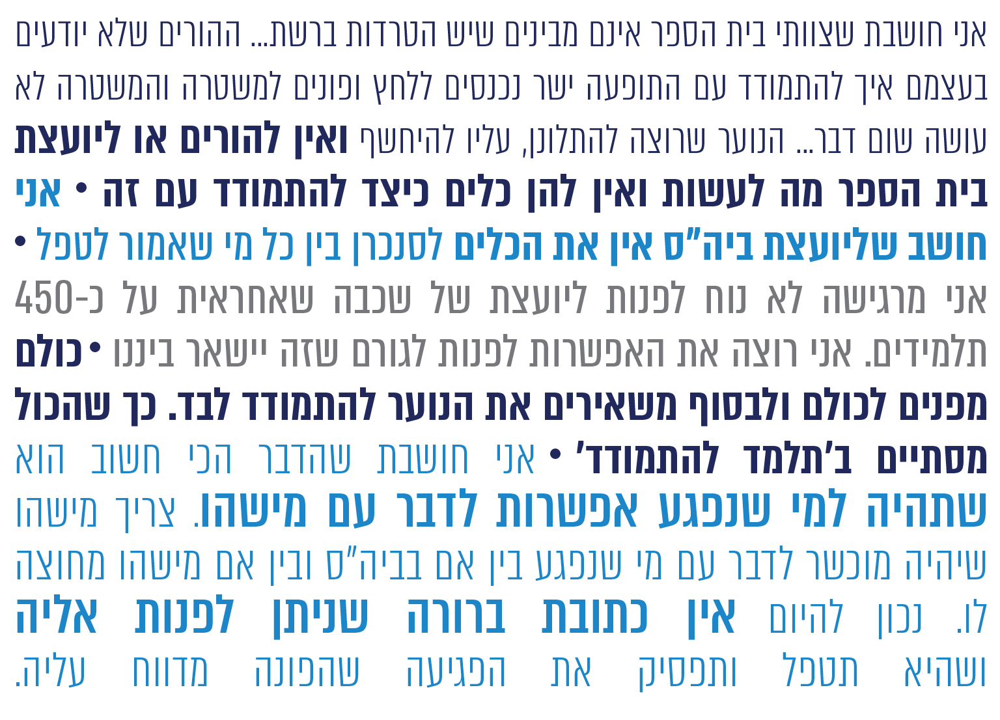 אני חושבת שצוותי בית הספר אינם מבינים שיש הטרדות ברשת... ההורים שלא יודעים
בעצמם איך להתמודד עם התופעה ישר נכנסים ללחץ ופונים למשטרה והמשטרה לא
עושה שום דבר... הנוער שרוצה להתלונן, עליו להיחשף ואין להורים או ליועצת
בית הספר מה לעשות ואין להן כלים כיצד להתמודד עם זה • אני
חושב שליועצת ביה"ס אין את הכלים לסנכרן בין כל מי שאמור לטפל •
אני מרגישה לא נוח לפנות ליועצת של שכבה שאחראית על כ-450
תלמידים. אני רוצה את האפשרות לפנות לגורם שזה יישאר ביננו • כולם
מפנים לכולם ולבסוף משאירים את הנוער להתמודד לבד. כך שהכול
מסתיים ב'תלמד להתמודד' • אני חושבת שהדבר הכי חשוב הוא
שתהיה למי שנפגע אפשרות לדבר עם מישהו. צריך מישהו
שיהיה מוכשר לדבר עם מי שנפגע בין אם בביה"ס ובין אם מישהו מחוצה
לו. נכון להיום אין כתובת ברורה שניתן לפנות אליה
ושהיא תטפל ותפסיק את הפגיעה שהפונה מדווח עליה.